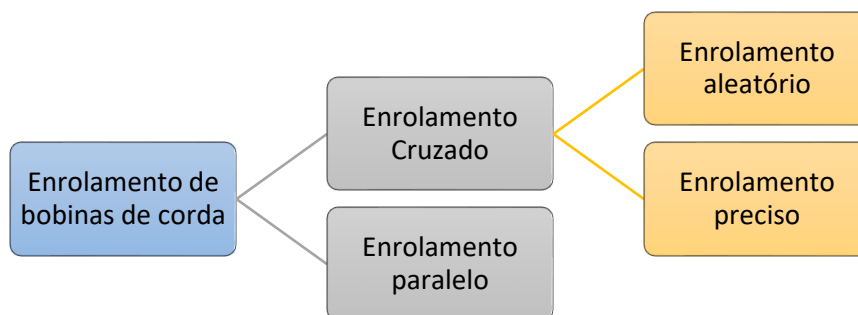 Enrolamento de
bobinas de corda
Enrolamento
Cruzado
Enrolamento
paralelo
Enrolamento
aleatório
Enrolamento
preciso